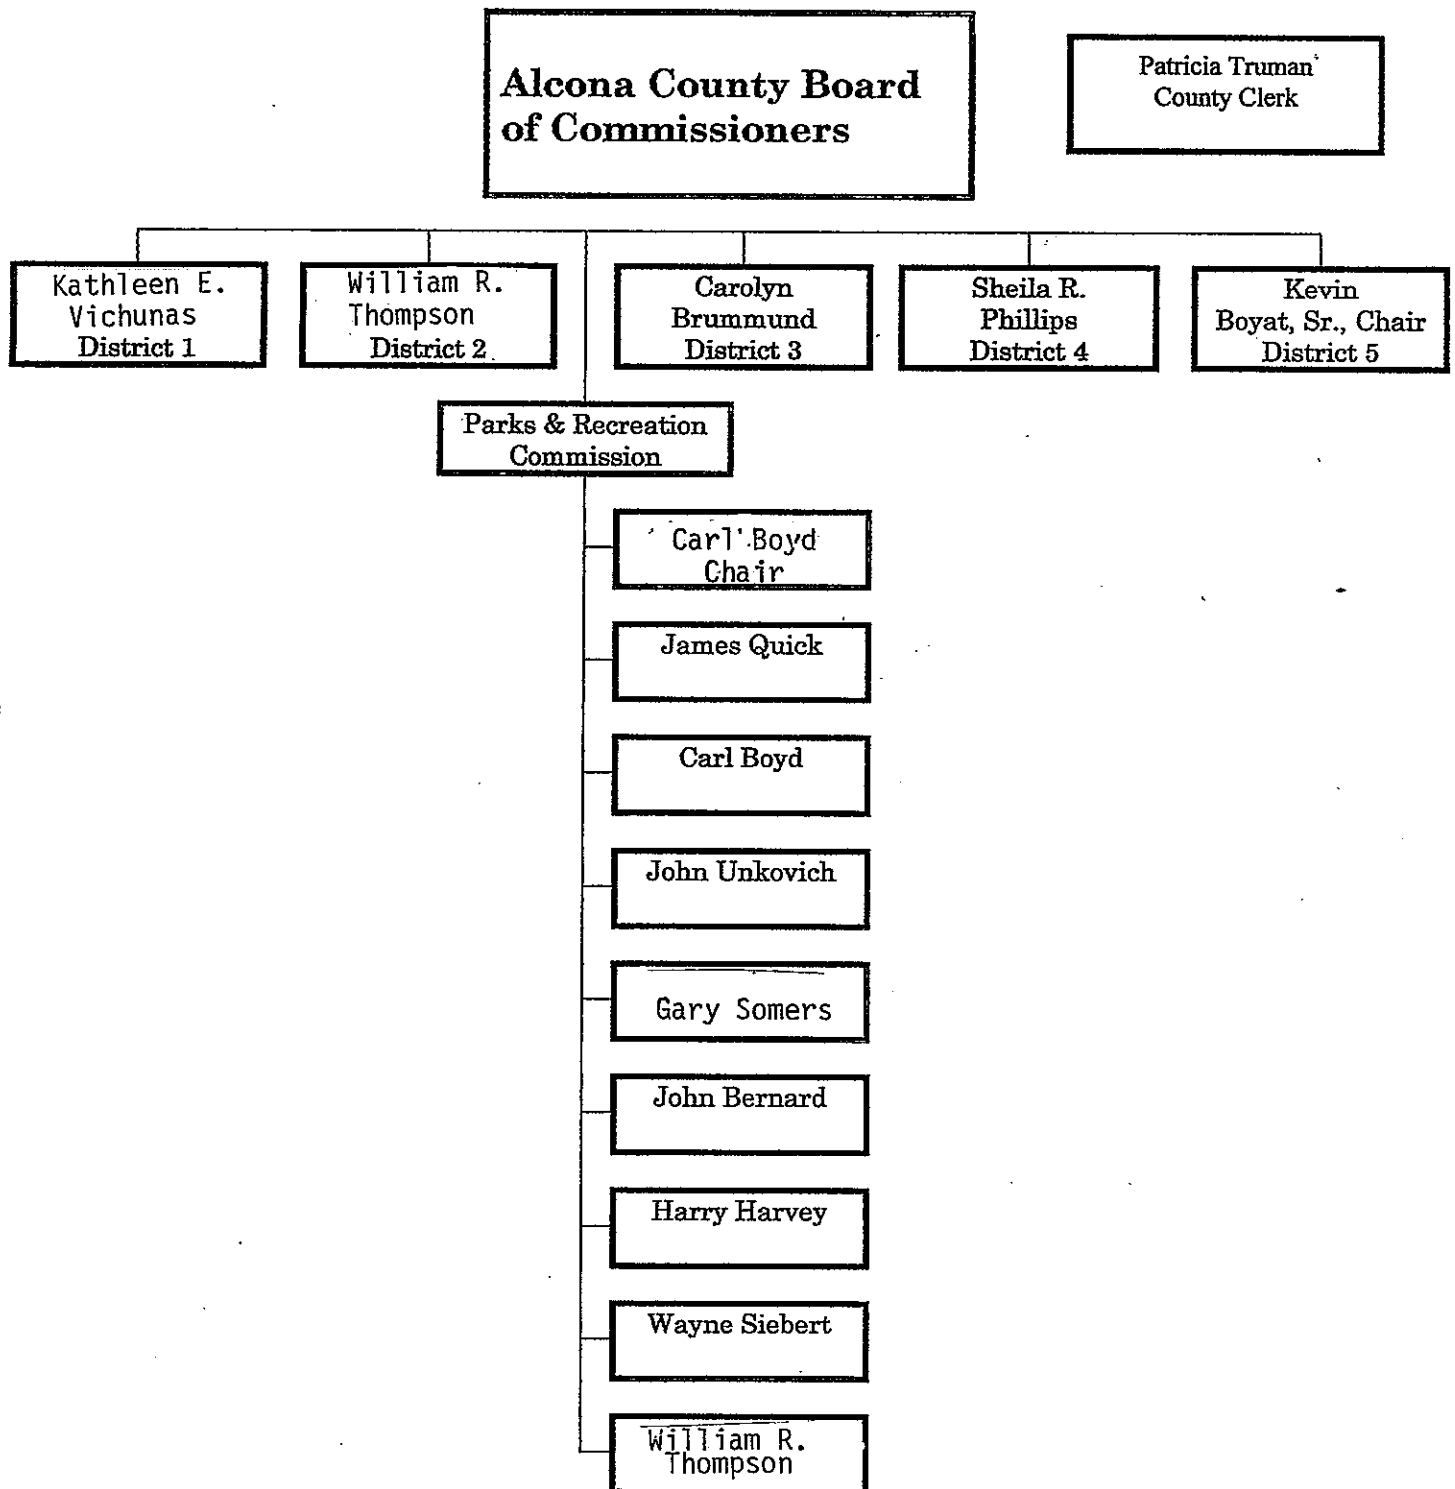 Alcona County Board
of Commissioners
Patricia Truman
County Clerk
Kathleen E.
Vichunas
District 1
William R.
Thompson
District 2
Carolyn
Brummund
District 3
Sheila R.
Phillips
District 4
Kevin
Boyat, Sr., Chair
District 5
Parks & Recreation
Commission
Carl Boyd
Chair
James Quick
Carl Boyd
John Unkovich
Gary Somers
John Bernard
Harry Harvey
Wayne Siebert
William R.
Thompson